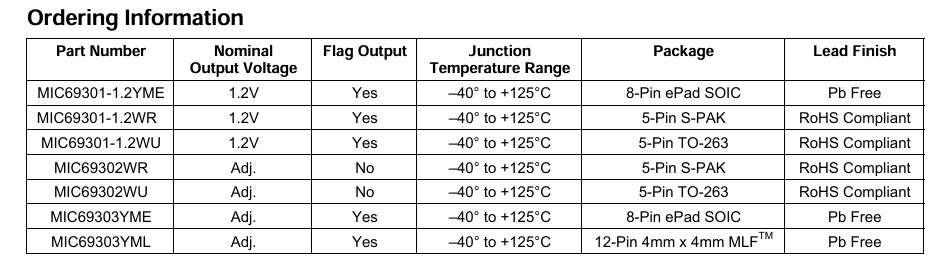 Ordering Information
Part Number Nominal Output Voltage Flag Output Junction Temperature Range Package Lead Finish
MIC69301-1.2YME 1.2V Yes –40° to +125°C 8-Pin ePad SOIC Pb Free
MIC69301-1.2WR 1.2V Yes –40° to +125°C 5-Pin S-PAK RoHS Compliant
MIC69301-1.2WU 1.2V Yes –40° to +125°C 5-Pin TO-263 RoHS Compliant
MIC69302WR Adj. No –40° to +125°C 5-Pin S-PAK RoHS Compliant
MIC69302WU Adj. No –40° to +125°C 5-Pin TO-263 RoHS Compliant
MIC69303YME Adj. Yes –40° to +125°C 8-Pin ePad SOIC Pb Free
MIC69303YML Adj. Yes –40° to +125°C 12-Pin 4mm x 4mm MLF™ Pb Free